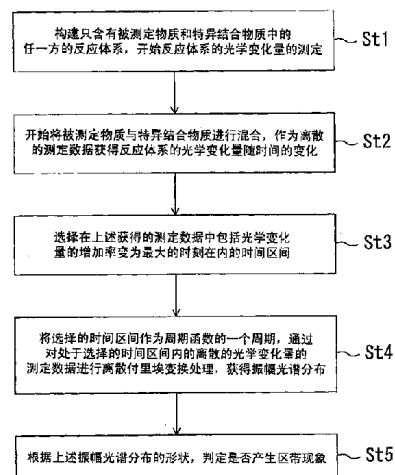 构建只含有被测定物质和特异结合物质中的
任一方的反应体系，开始反应体系的光学变化量的测定
St1
开始将被测定物质与特异结合物质进行混合，作为离散
的测定数据获得反应体系的光学变化量随时间的变化
St2
选择在上述获得的测定数据中包括光学变化
量的增加率变为最大的时刻在内的时间区间
St3
将选择的时间区间作为周期函数的一个周期，通过
对处于选择的时间区间内的离散的光学变化量的
测定数据进行离散付里埃变换处理，获得振幅光谱分布
St4
根据上述振幅光谱分布的形状，判定是否产生区带现象
St5